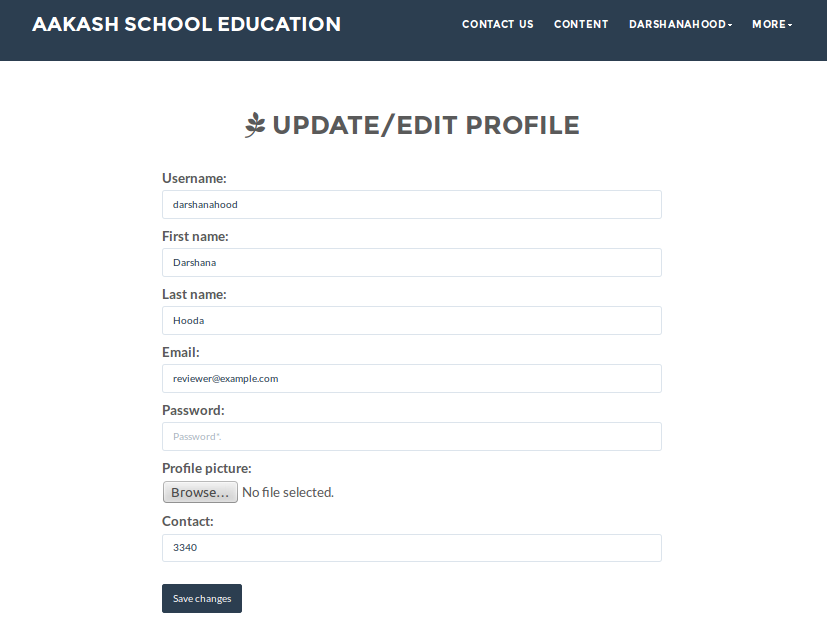 AAKASH SCHOOL EDUCATION
CONTACT US CONTENT DARSHANAHOOD MORE
UPDATE/EDIT PROFILE
Username:
darshanahood
First name:
Darshana
Last name:
Hooda
Email:
reviewer@example.com
Password:
Password*.
Profile picture:
Browse... No file selected.
Contact:
3340
Save changes